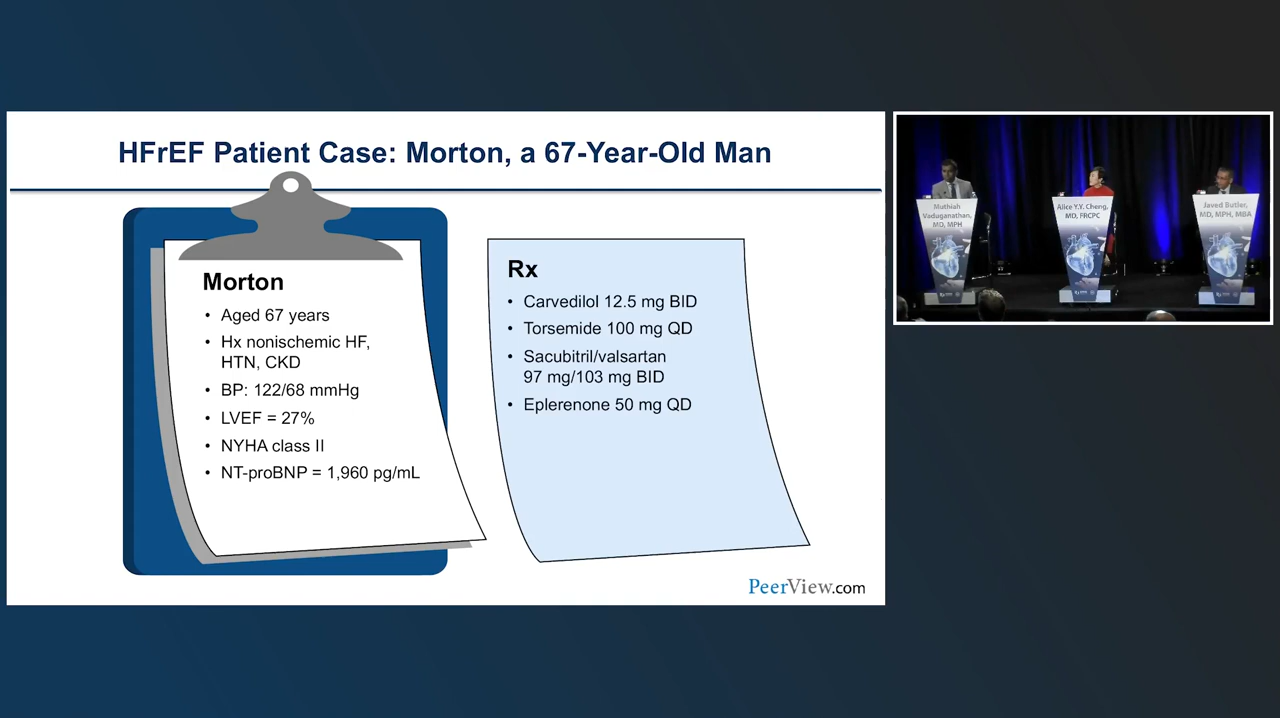 HFrEF Patient Case: Morton, a 67-Year-Old Man
Morton
• Aged 67 years
• Hx nonischemic HF,
HTN, CKD
• BP: 122/68 mmHg
• LVEF = 27%
• NYHA class II
• NT-proBNP = 1,960 pg/mL
Rx
• Carvedilol 12.5 mg BID
• Torsemide 100 mg QD
• Sacubitril/valsartan
97 mg/103 mg BID
• Eplerenone 50 mg QD
PeerView.com
Muthiah
Vaduganathan,
MD, MPH
Alice Y.Y. Cheng,
MD, FRCPC
Javed Butler,
MD, MPH, MBA